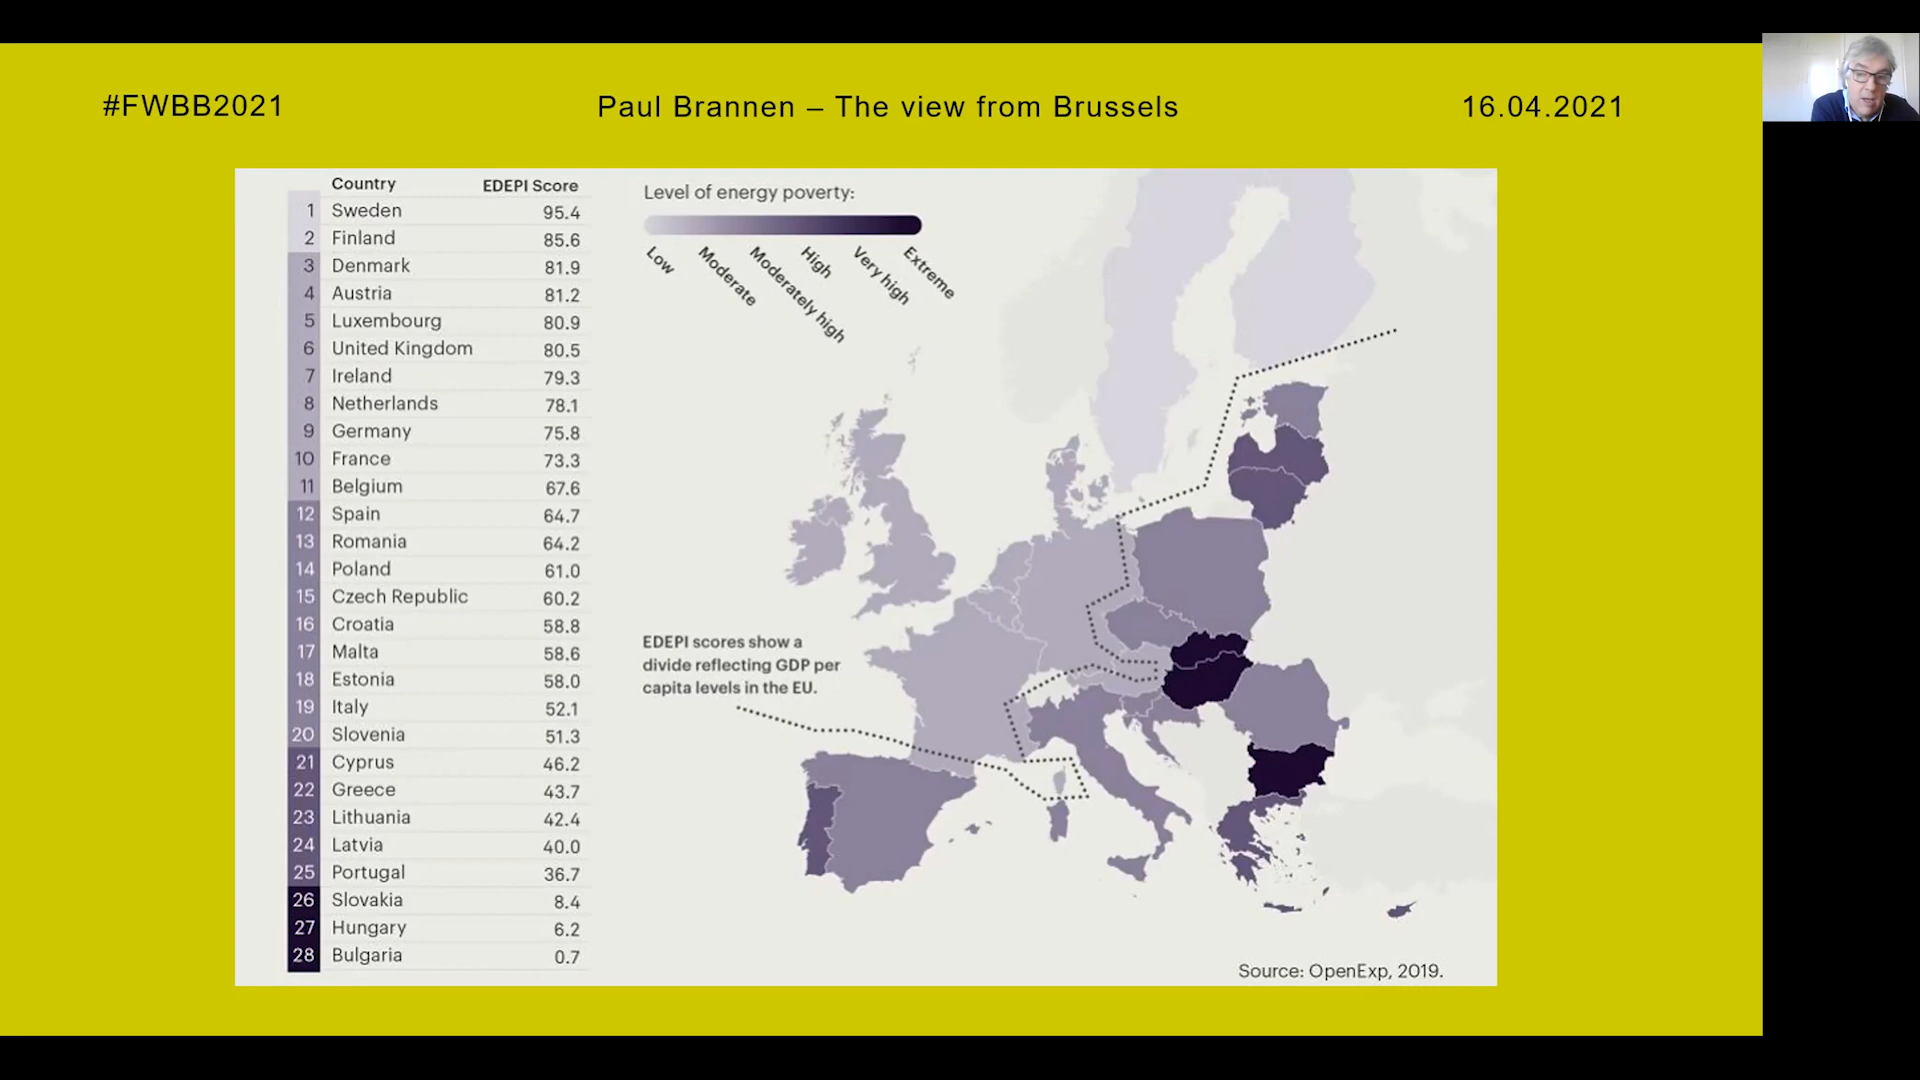 #FWBB2021
Paul Brannen – The view from Brussels
16.04.2021
Country EDEPI Score
1 Sweden 95.4
2 Finland 85.6
3 Denmark 81.9
4 Austria 81.2
5 Luxembourg 80.9
6 United Kingdom 80.5
7 Ireland 79.3
8 Netherlands 78.1
9 Germany 75.8
10 France 73.3
11 Belgium 67.6
12 Spain 64.7
13 Romania 64.2
14 Poland 61.0
15 Czech Republic 60.2
16 Croatia 58.8
17 Malta 58.6
18 Estonia 58.0
19 Italy 52.1
20 Slovenia 51.3
21 Cyprus 46.2
22 Greece 43.7
23 Lithuania 42.4
24 Latvia 40.0
25 Portugal 36.7
26 Slovakia 8.4
27 Hungary 6.2
28 Bulgaria 0.7
Level of energy poverty:
Low
Moderate
Moderately high
High
Very high
Extreme
EDEPI scores show a
divide reflecting GDP per
capita levels in the EU.
Source: OpenExp, 2019.